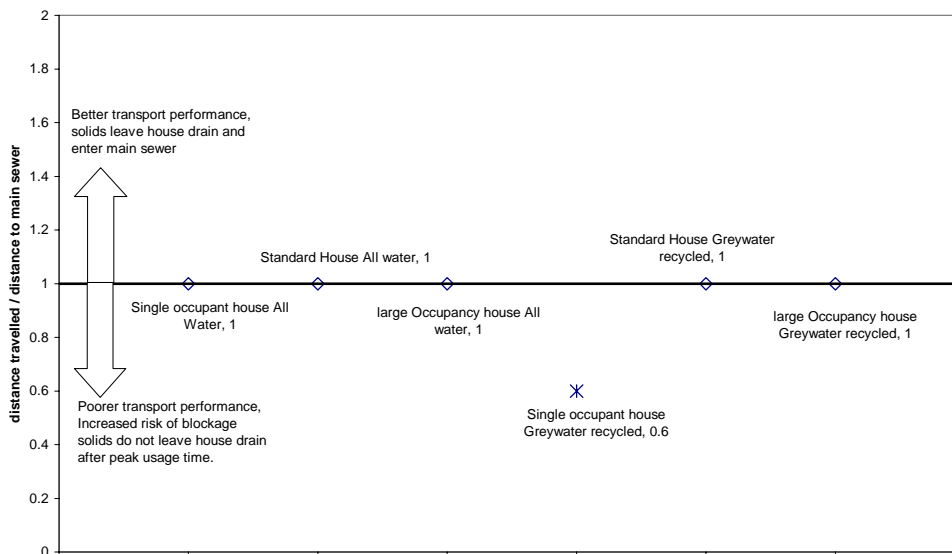 2
1.8
Better transport performance,
solids leave house drain and
enter main sewer
1.6
1.4
1.2
Standard House All water, 1
Standard House Greywater
recycled, 1
1
Single occupant house All
Water, 1
large Occupancy house All
water, 1
large Occupancy house
Greywater recycled, 1
0.8
0.6
Single occupant house
Greywater recycled, 0.6
Poorer transport performance,
Increased risk of blockage
solids do not leave house drain
after peak usage time.
0.4
0.2
0
distance travelled / distance to main sewer